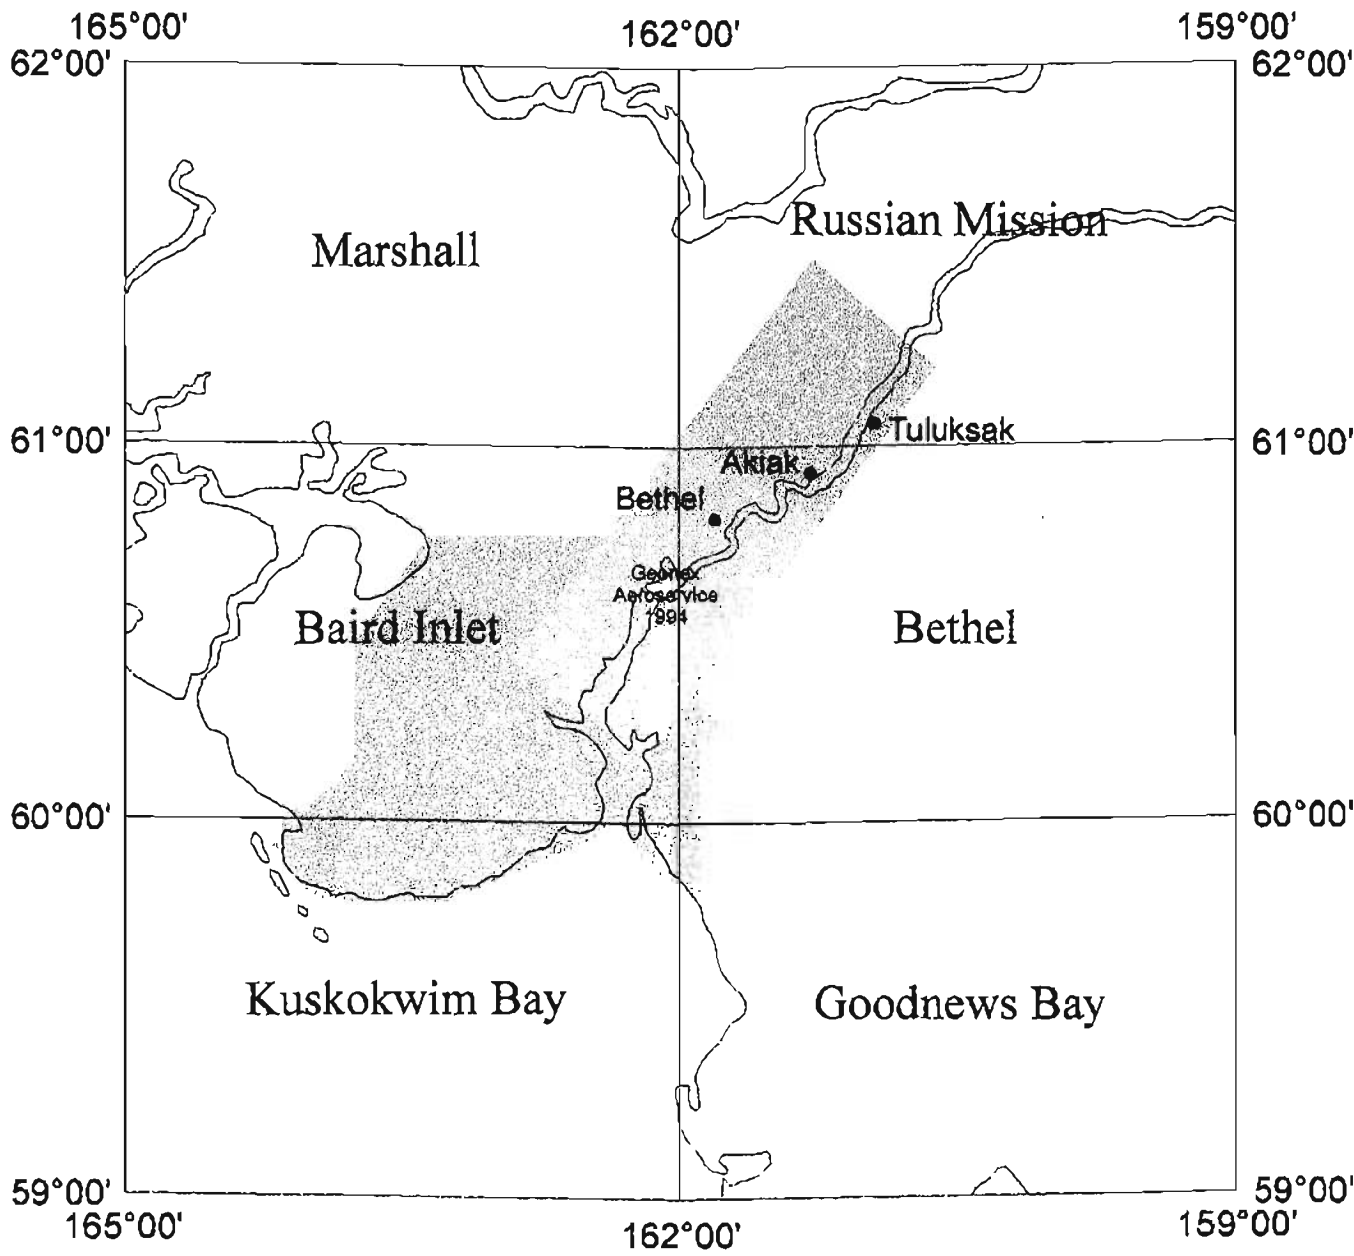 165°00' 162°00' 159°00'
62°00' 62°00'
Russian Mission
Marshall
Tuluksak
61°00' 61°00'
Akiak
Bethel
Geonex
Aeroservice
1994
Baird Inlet Bethel
60°00' 60°00'
Kuskokwim Bay Goodnews Bay
59°00' 59°00'
165°00' 162°00' 159°00'